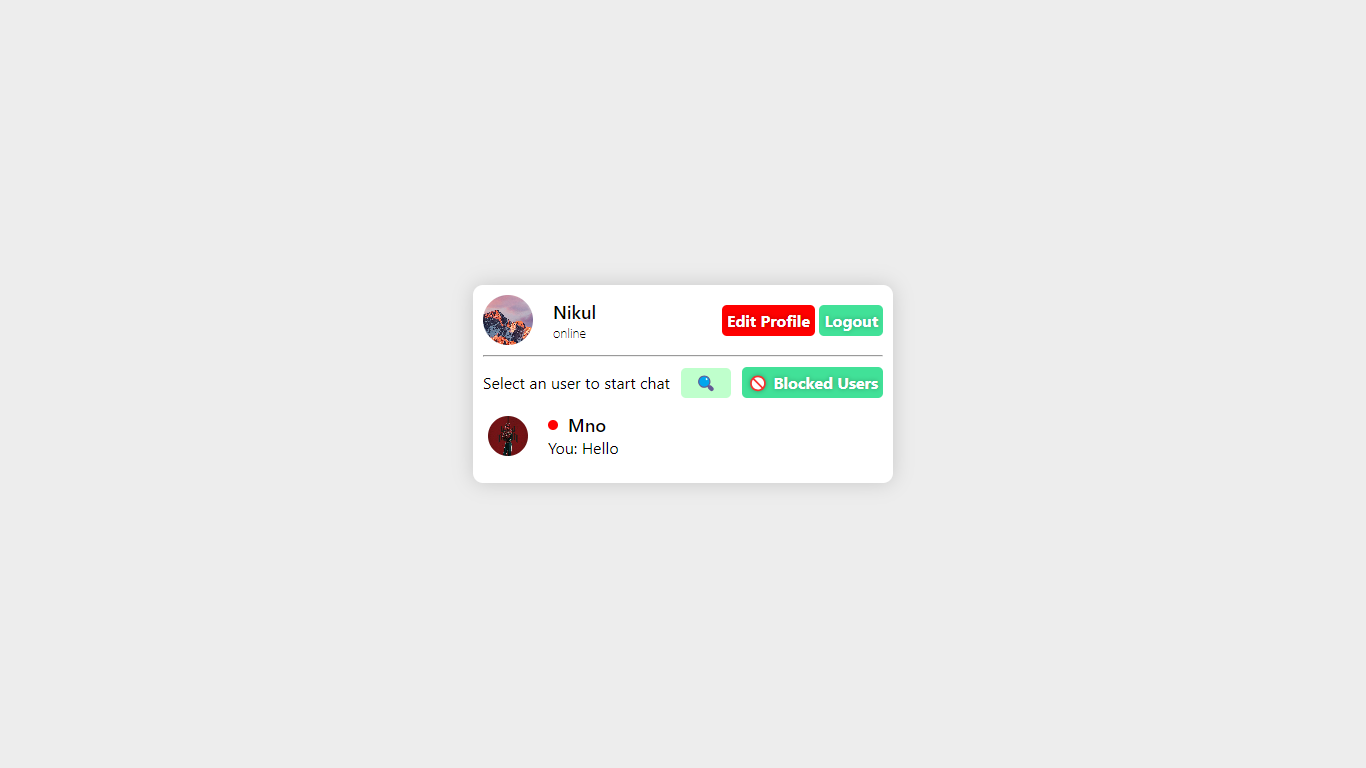 Nikul
online
Edit Profile
Logout
Select an user to start chat
Blocked Users
Mno
You: Hello